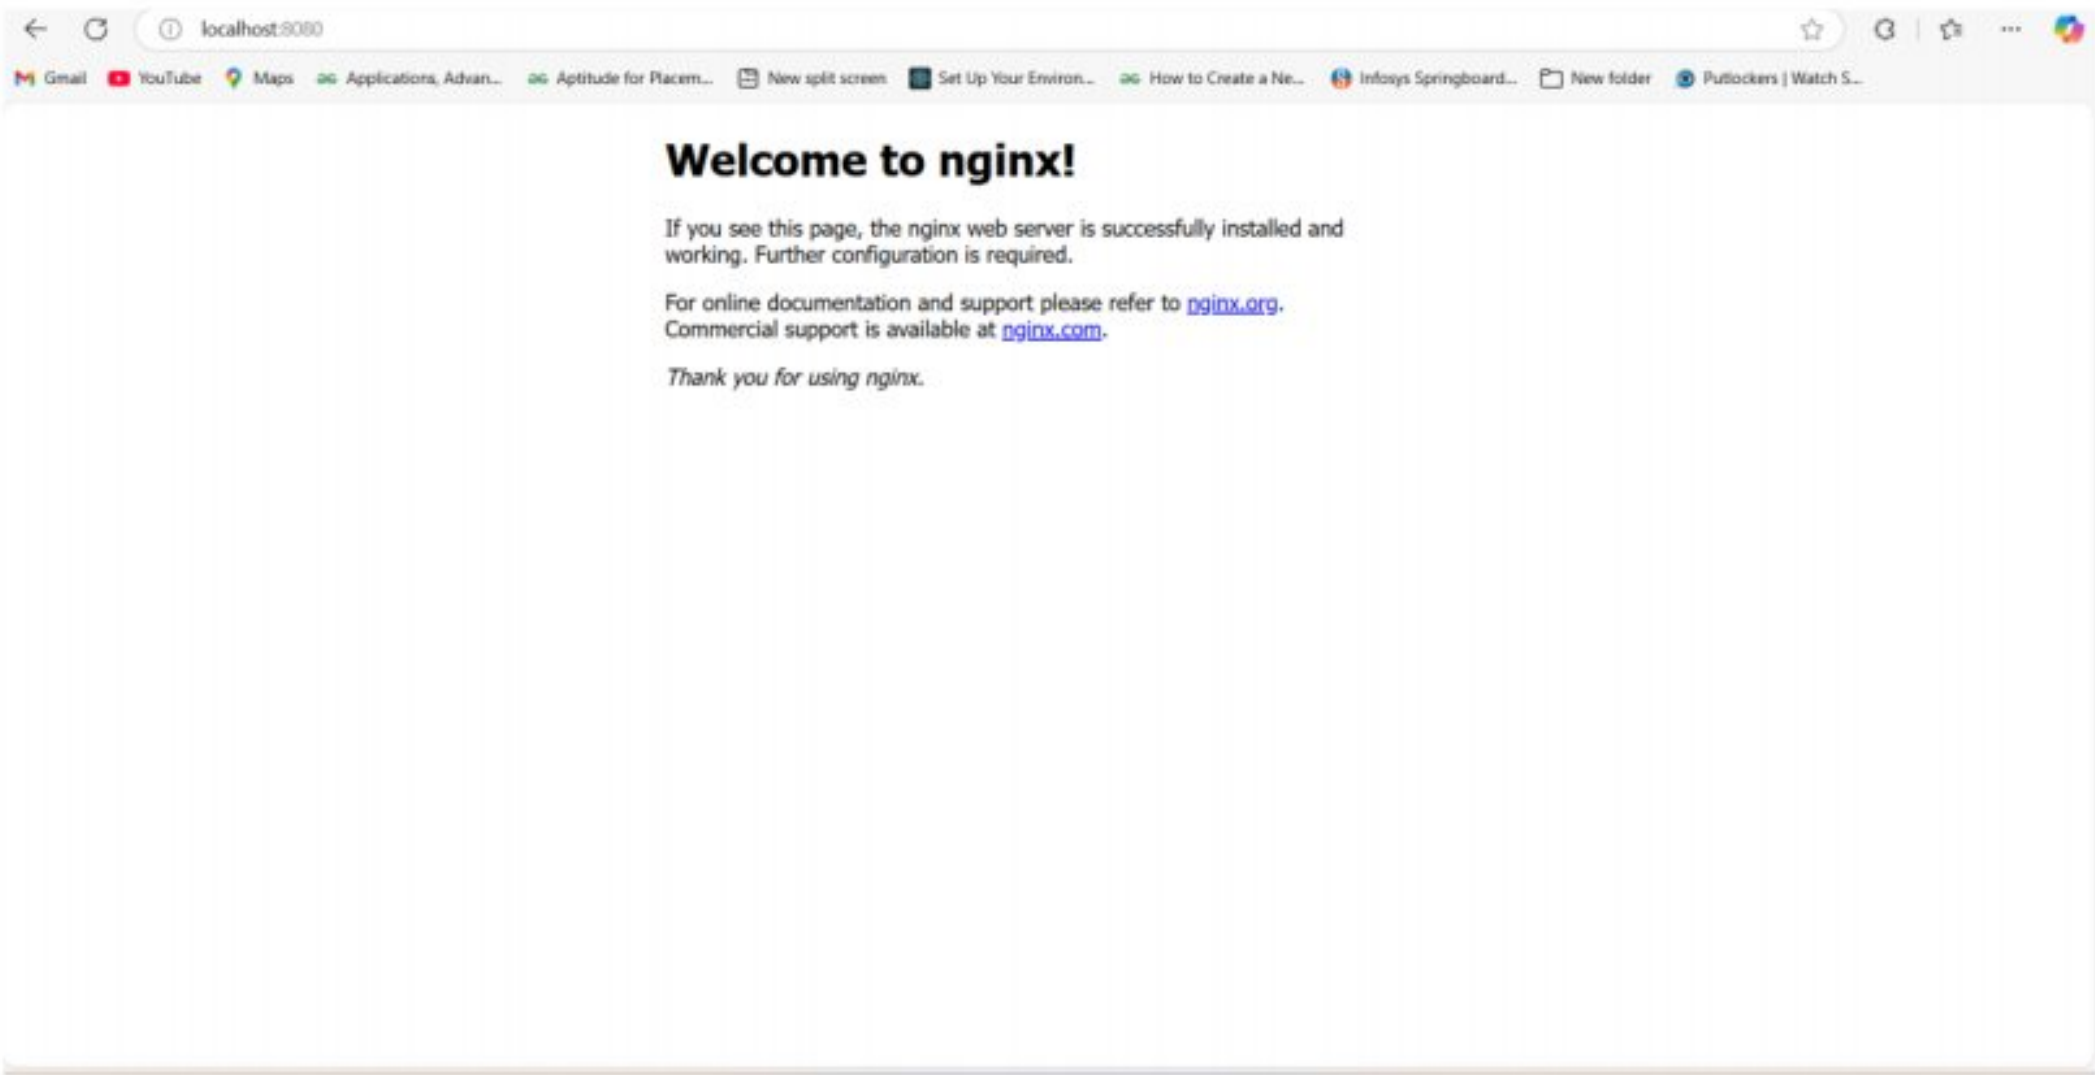 localhost:8080
Gmail YouTube Maps Applications, Advan... Aptitude for Placem... New split screen Set Up Your Environ... How to Create a Ne... Infosys Springboard... New folder Putlockers | Watch S...
Welcome to nginx!
If you see this page, the nginx web server is successfully installed and
working. Further configuration is required.
For online documentation and support please refer to nginx.org.
Commercial support is available at nginx.com.
Thank you for using nginx.